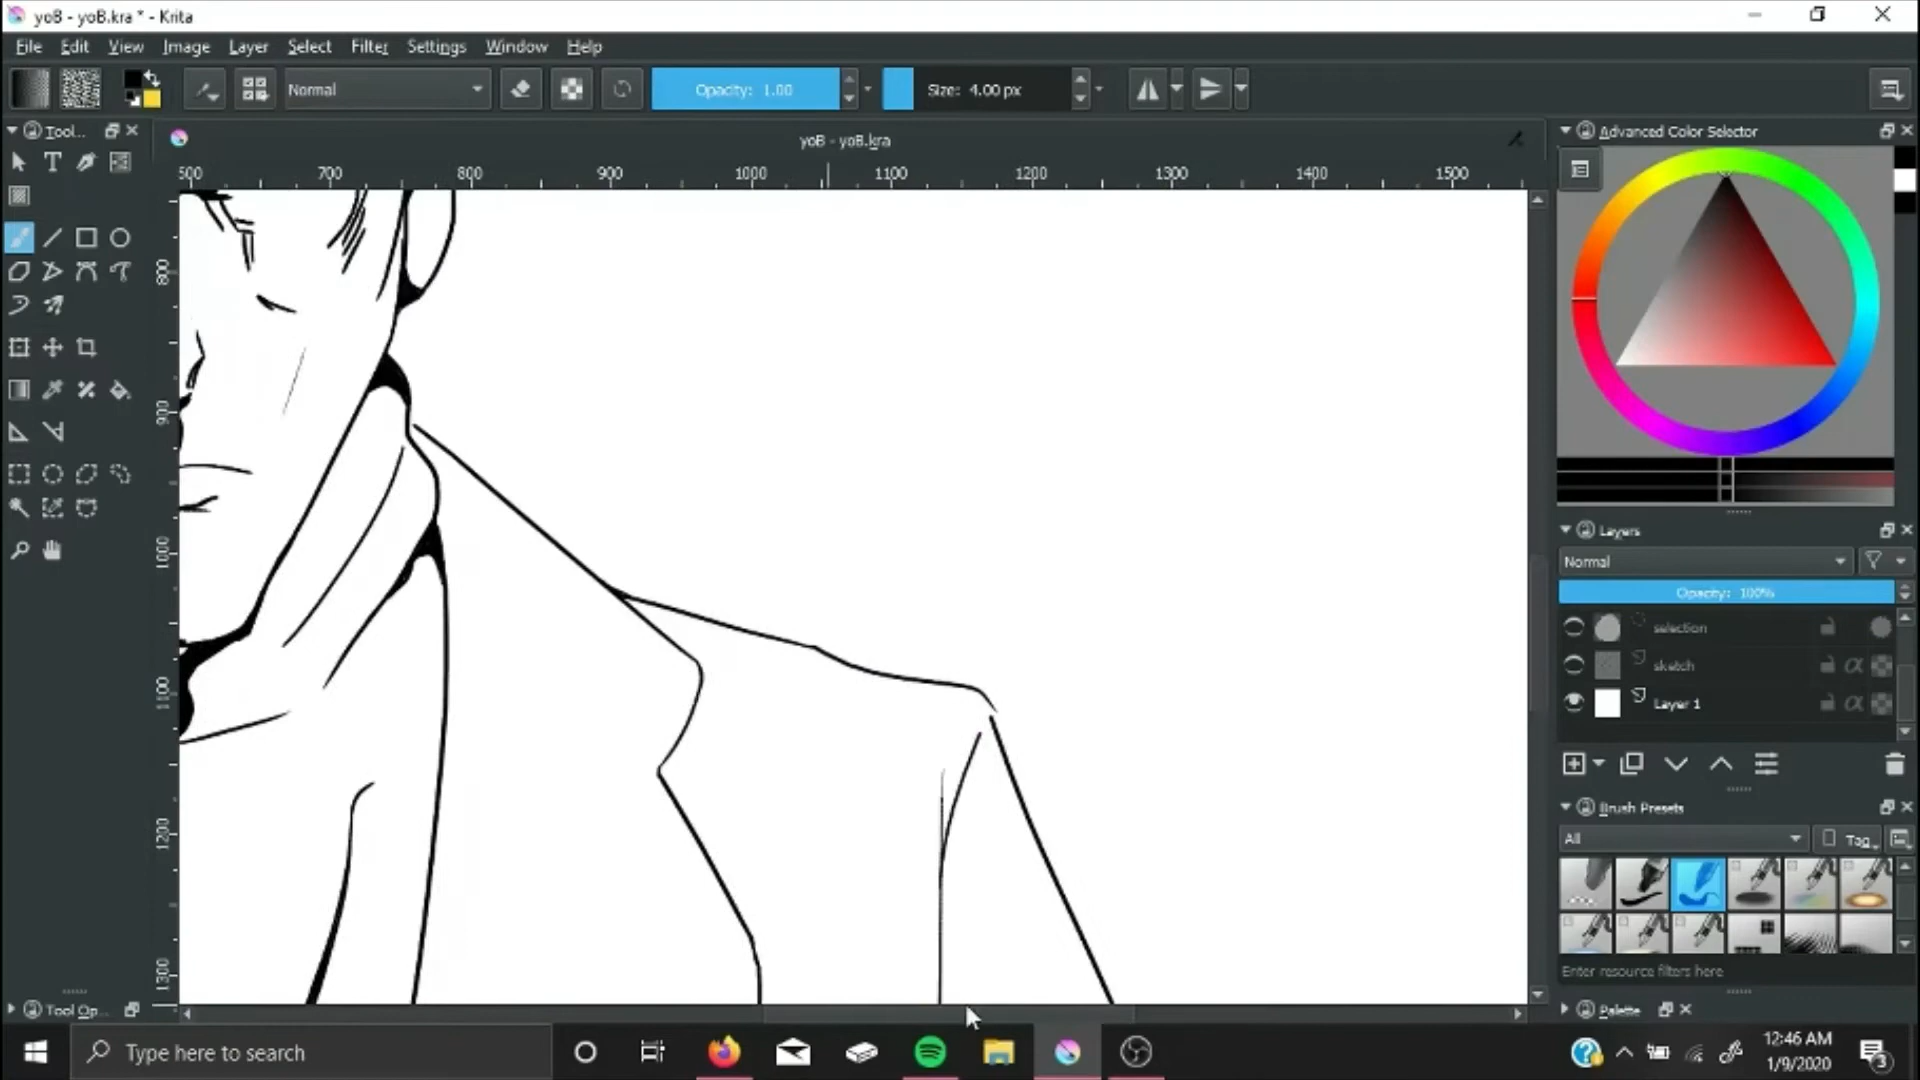 yoB - yoB.kra * - Krita
File Edit View Image Layer Select Filter Settings Window Help
Normal Opacity: 1.00 Size: 4.00 px
Tool...
yoB - yoB.kra
Advanced Color Selector
700 800 900 1000 1100 1200 1300 1400 1500
800
900
1000
1100
1200
1300
Layers
Normal
Opacity: 100%
selection
sketch
Layer 1
Brush Presets
All Tag
Enter resource filters here
Tool Op... Palette
Type here to search
12:46 AM
1/9/2020
3